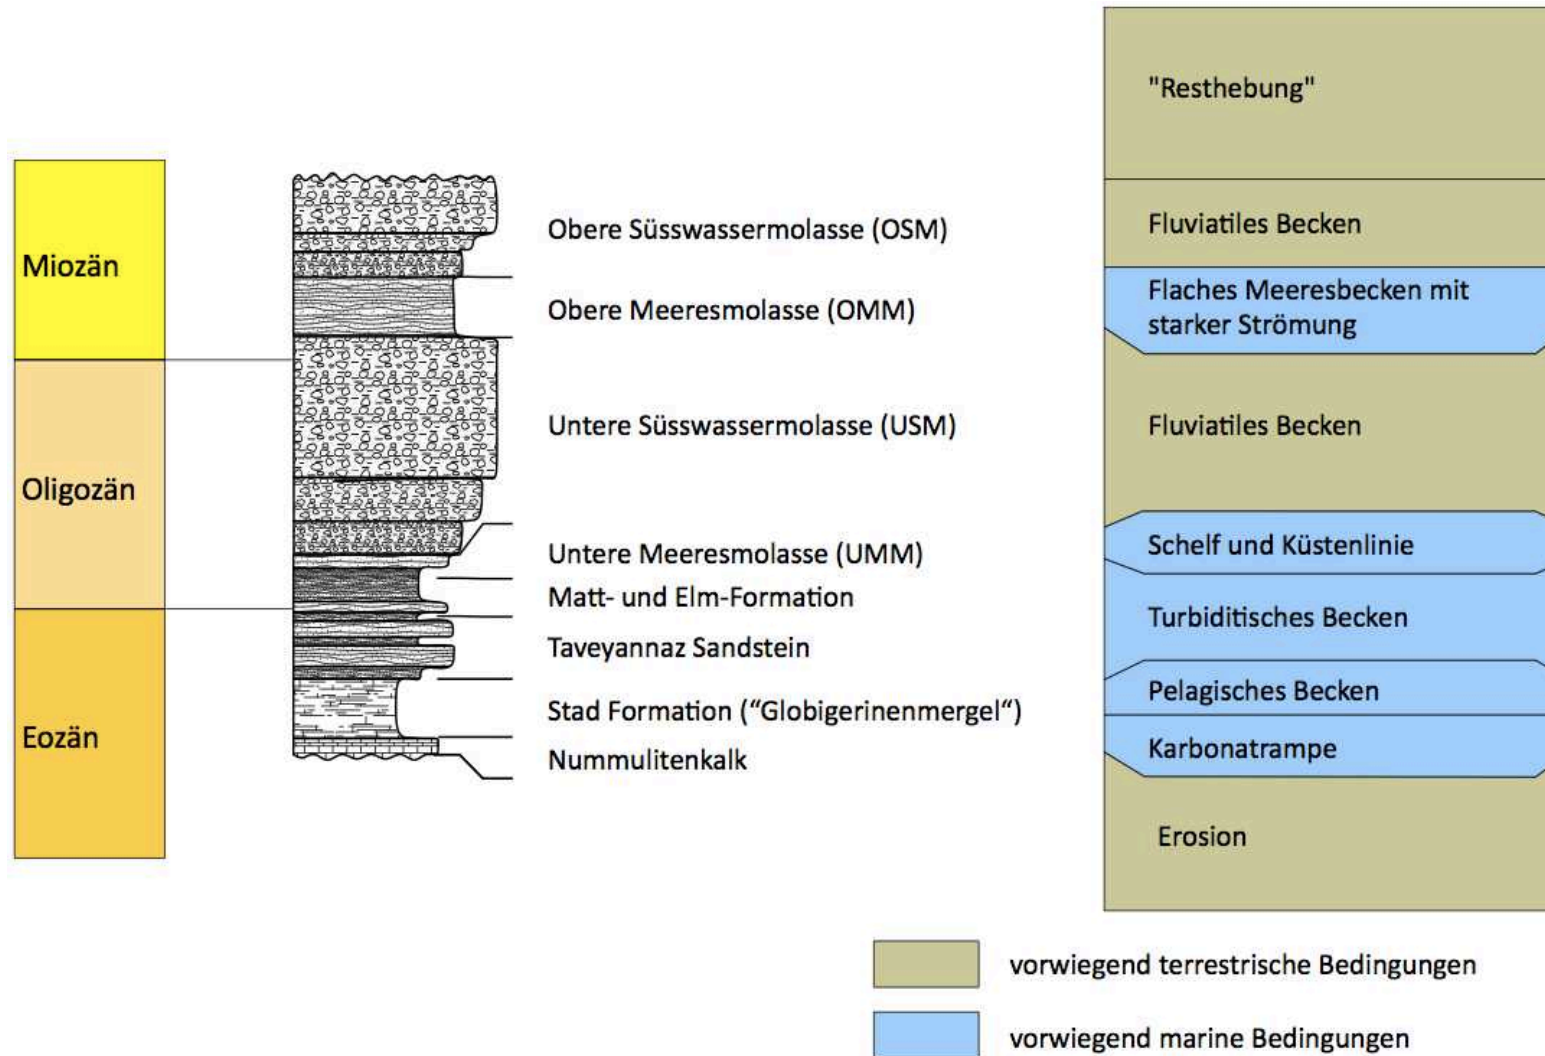 Miozän
Oligozän
Eozän
Obere Süsswassermolasse (OSM)
Obere Meeresmolasse (OMM)
Untere Süsswassermolasse (USM)
Untere Meeresmolasse (UMM)
Matt- und Elm-Formation
Taveyannaz Sandstein
Stad Formation (“Globigerinenmergel“)
Nummulitenkalk
"Resthebung"
Fluviatiles Becken
Flaches Meeresbecken mit
starker Strömung
Fluviatiles Becken
Schelf und Küstenlinie
Turbiditisches Becken
Pelagisches Becken
Karbonatrampe
Erosion
vorwiegend terrestrische Bedingungen
vorwiegend marine Bedingungen